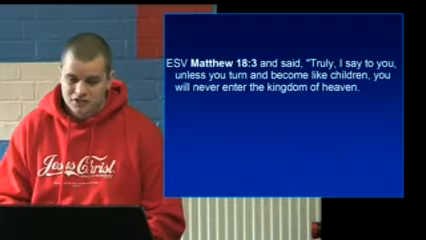 ESV Matthew 18:3 and said, "Truly, I say to you,
unless you turn and become like children, you
will never enter the kingdom of heaven.
Jesus Christ